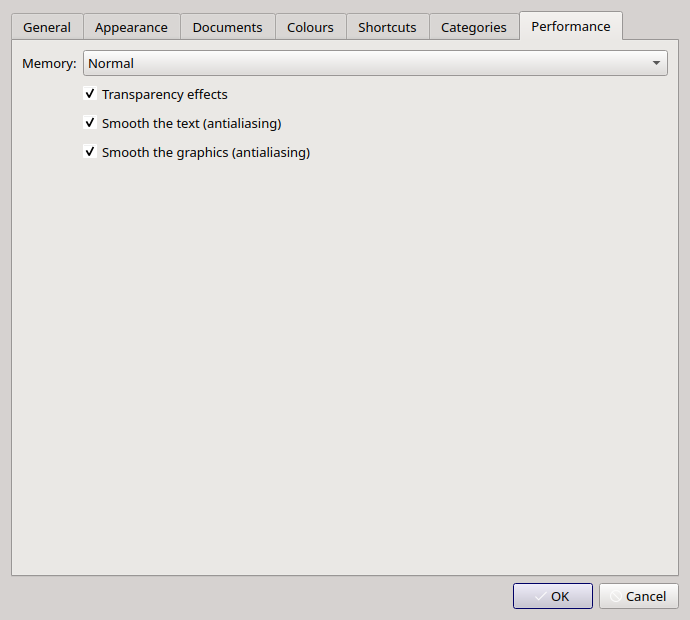 General Appearance Documents Colours Shortcuts Categories Performance
Memory: Normal
Transparency effects
Smooth the text (antialiasing)
Smooth the graphics (antialiasing)
OK Cancel